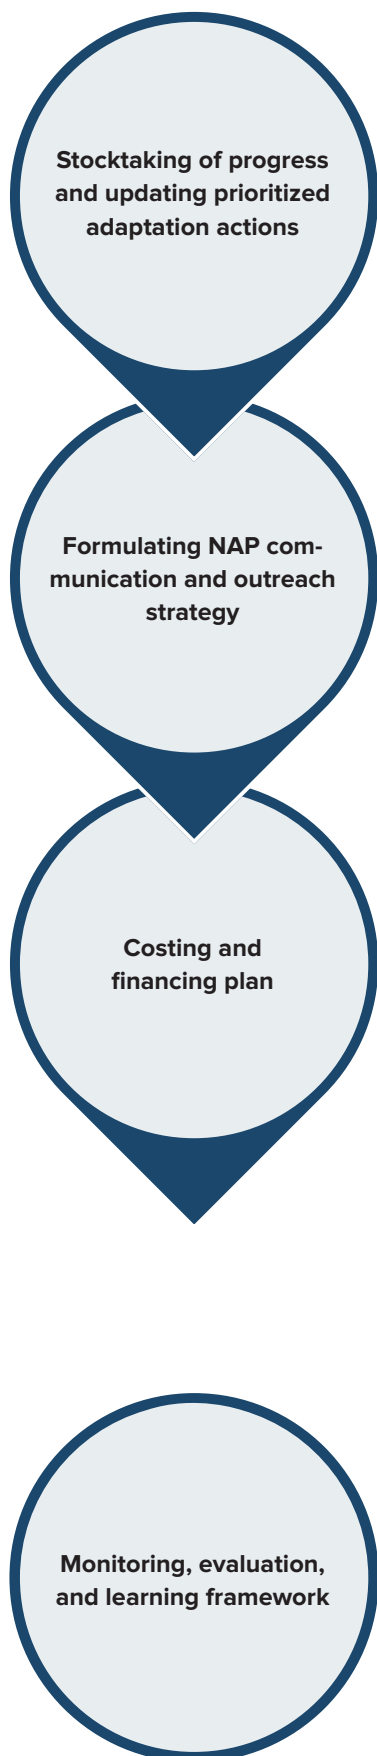 Stocktaking of progress
and updating prioritized
adaptation actions
Formulating NAP com-
munication and outreach
strategy
Costing and
financing plan
Monitoring, evaluation,
and learning framework